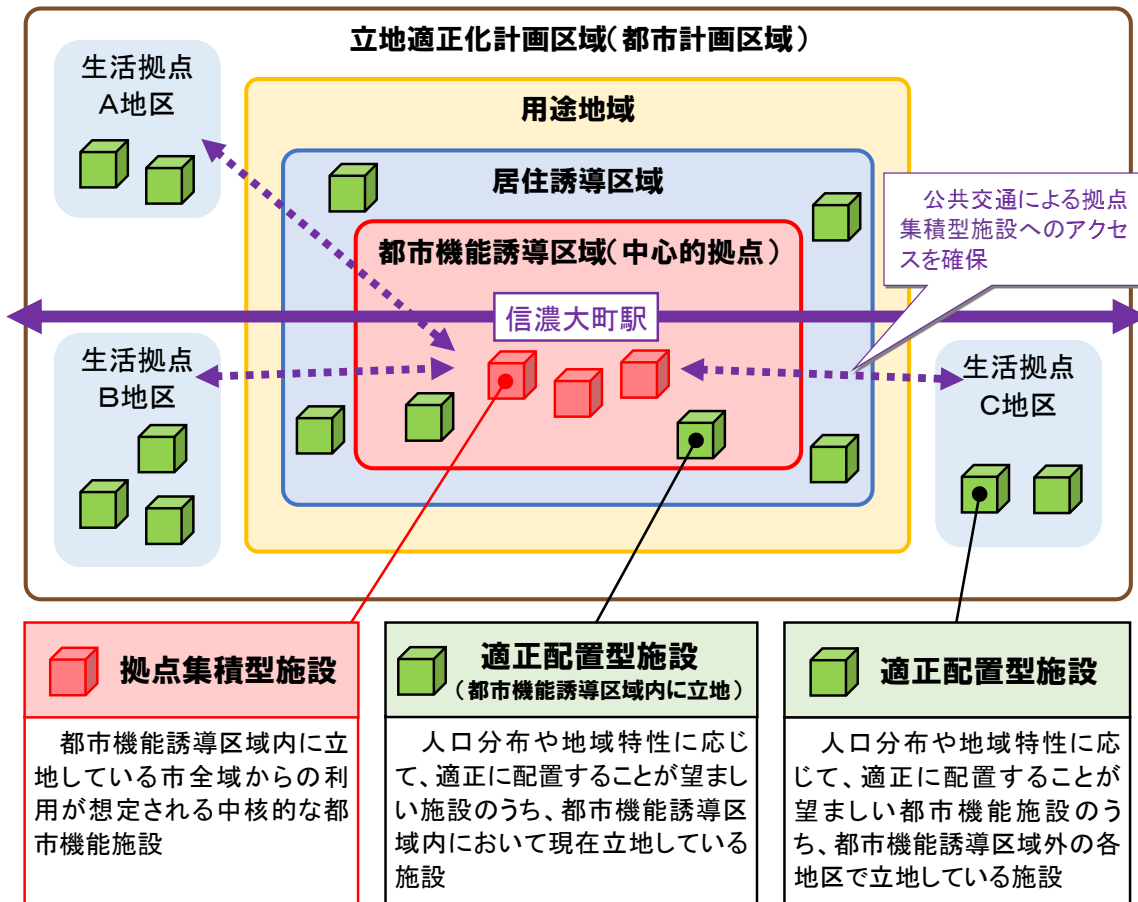 立地適正化計画区域(都市計画区域)
生活拠点
A地区
用途地域
居住誘導区域
公共交通による拠点
集積型施設へのアクセ
スを確保
都市機能誘導区域(中心的拠点)
信濃大町駅
生活拠点
B地区
生活拠点
C地区
拠点集積型施設
都市機能誘導区域内に立
地している市全域からの利
用が想定される中核的な都
市機能施設
適正配置型施設
(都市機能誘導区域内に立地)
人口分布や地域特性に応じ
て、適正に配置することが望まし
い施設のうち、都市機能誘導区
域内において現在立地している
施設
適正配置型施設
人口分布や地域特性に応
じて、適正に配置することが
望ましい都市機能施設のう
ち、都市機能誘導区域外の各
地区で立地している施設